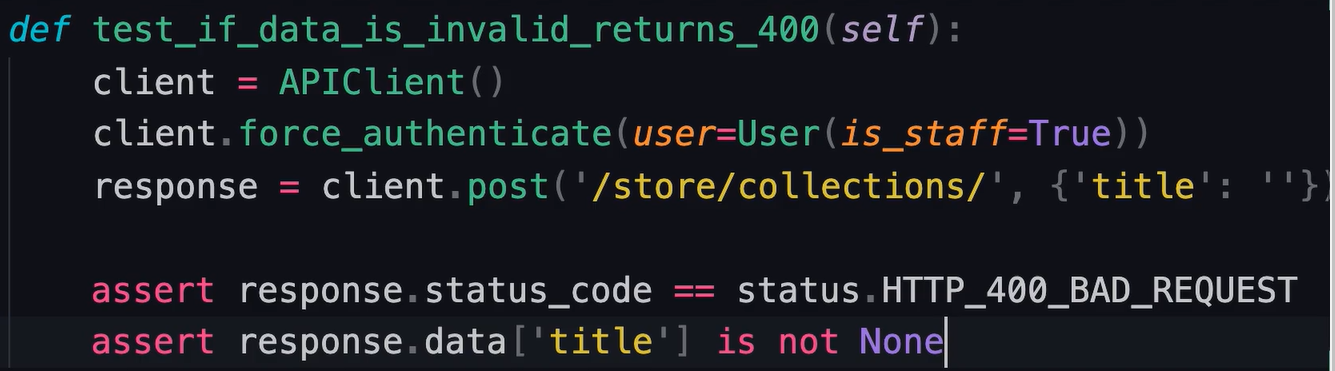 def test_if_data_is_invalid_returns_400(self):
    client = APIClient()
    client.force_authenticate(user=User(is_staff=True))
    response = client.post('/store/collections/', {'title': ''})

    assert response.status_code == status.HTTP_400_BAD_REQUEST
    assert response.data['title'] is not None